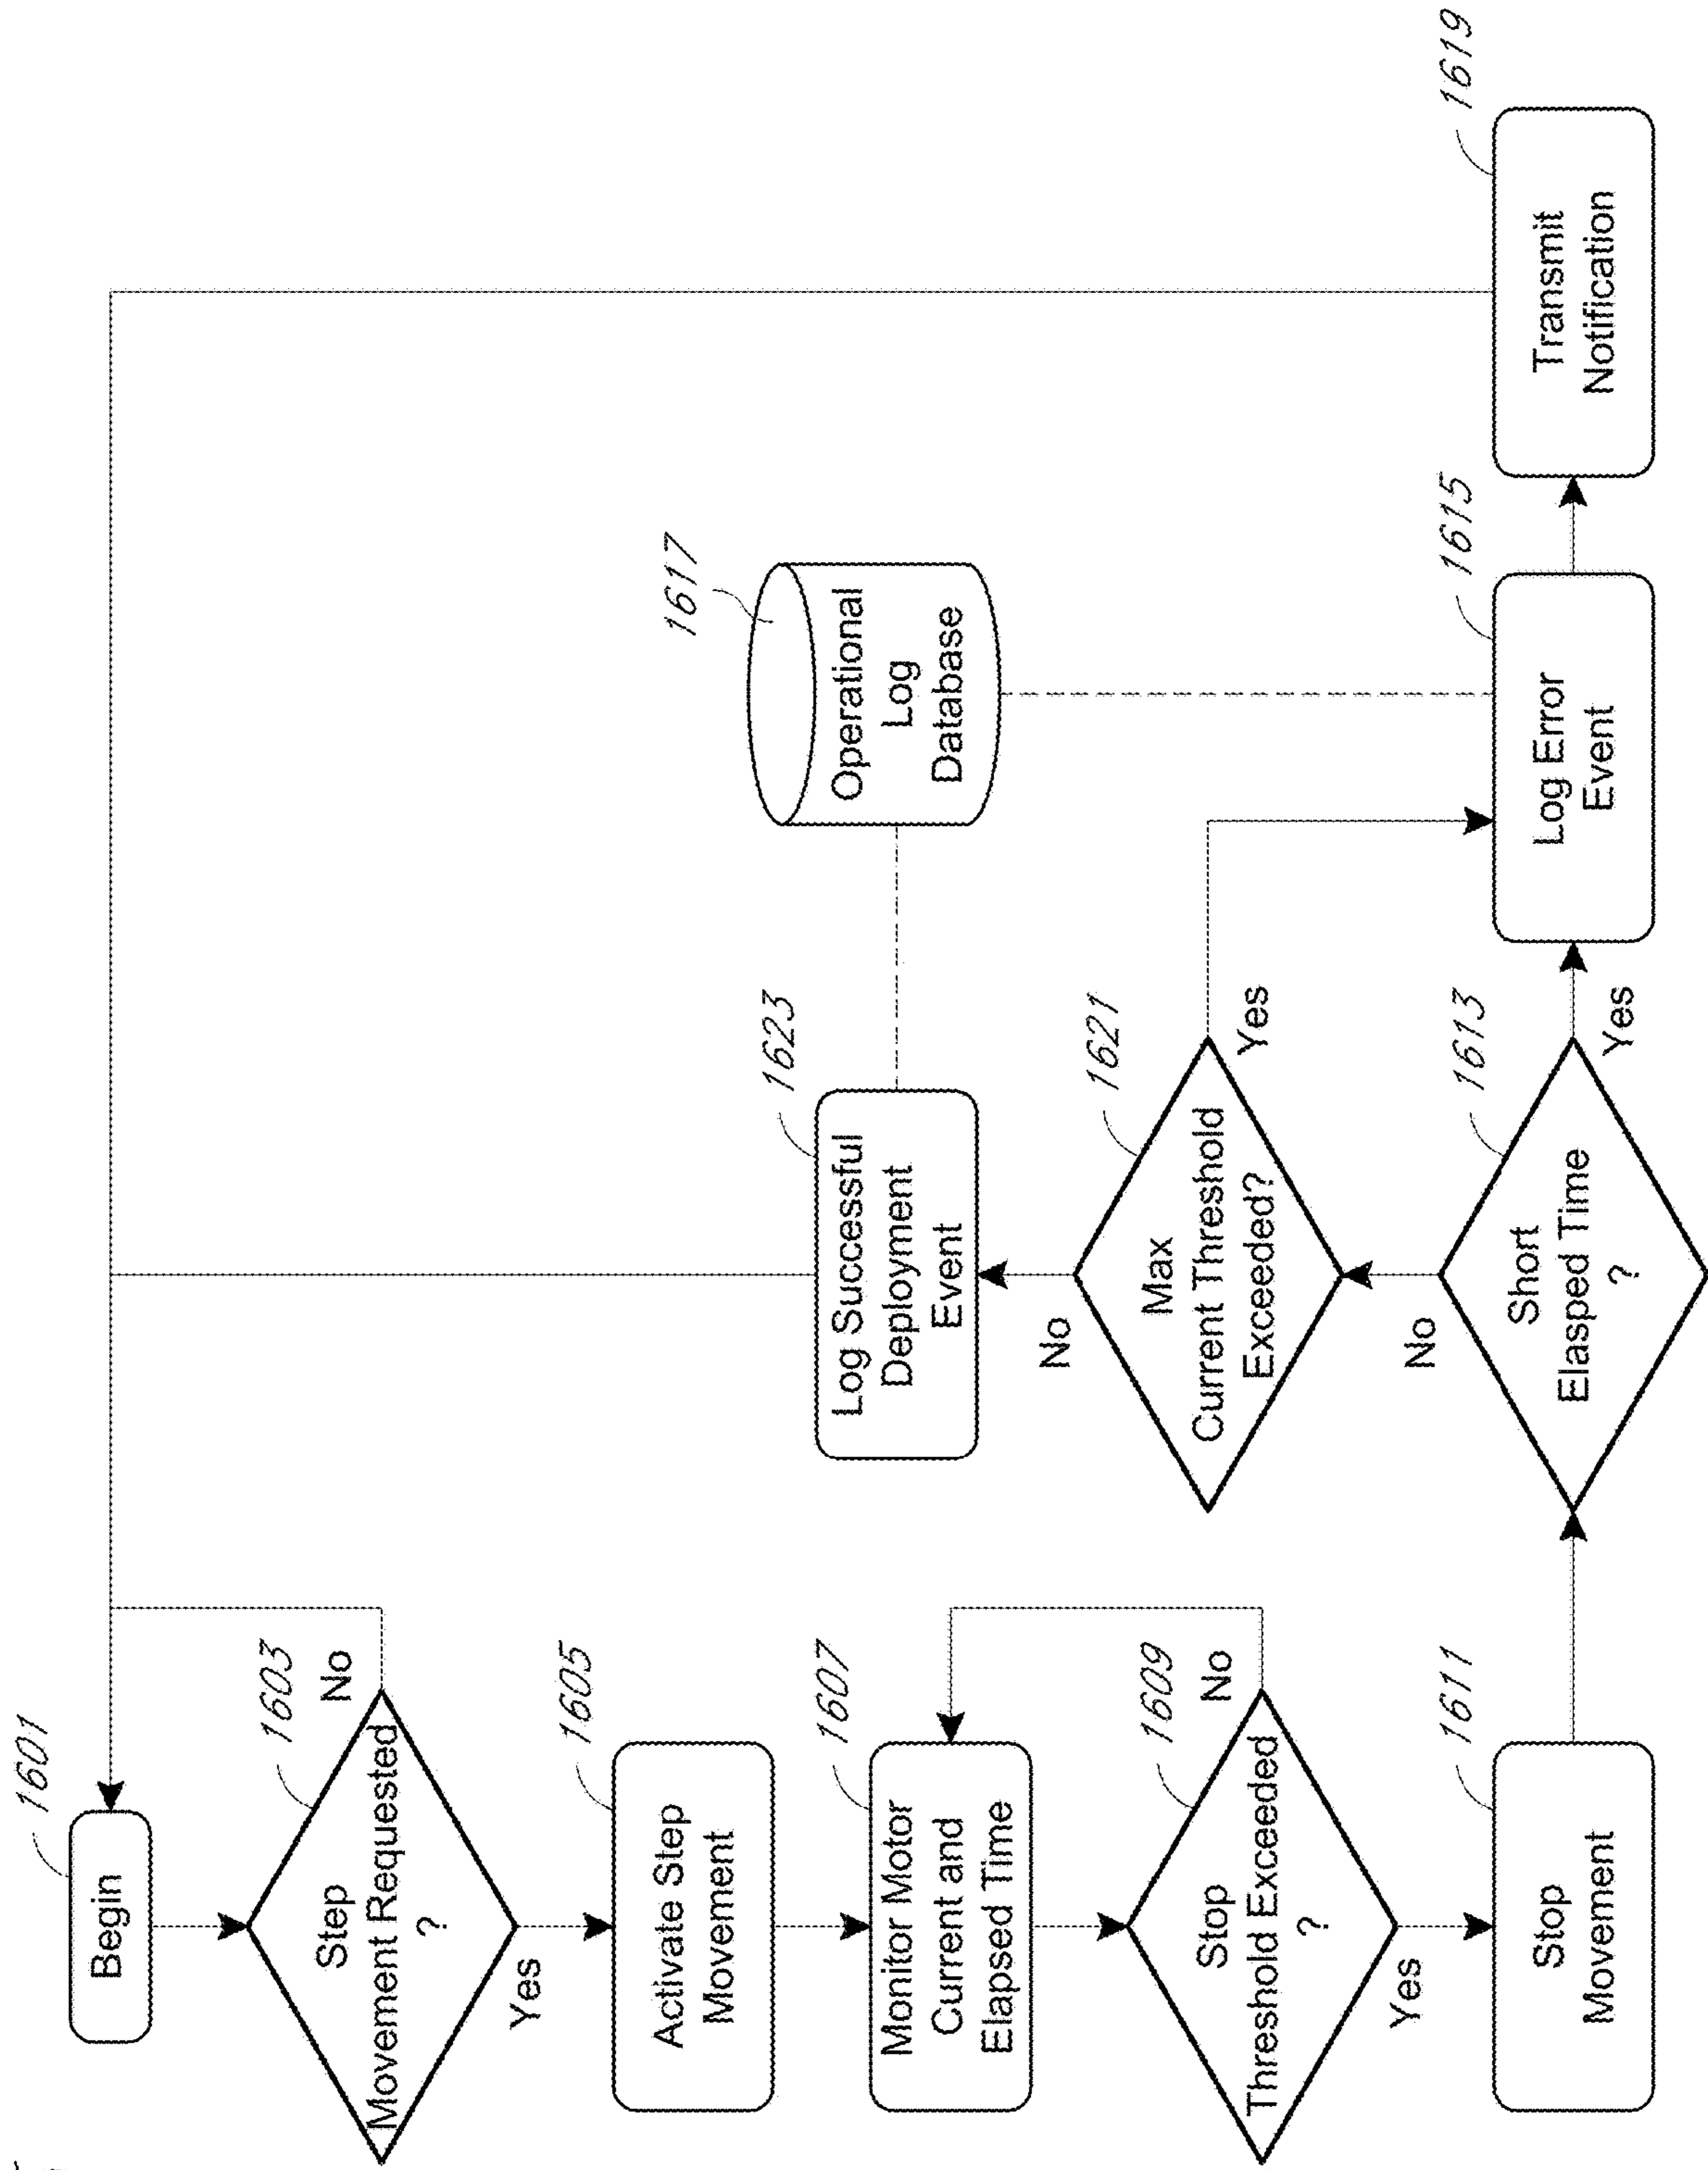 1601
Begin
1603
Step
Movement Requested
?
No
Yes
1605
Activate Step
Movement
1607
Monitor Motor
Current and
Elapsed Time
1609
Stop
Threshold Exceeded
?
No
Yes
1611
Stop
Movement
1613
Short
Elasped Time
?
No
Yes
1621
Max
Current Threshold
Exceeded?
No
Yes
1623
Log Successful
Deployment
Event
1617
Operational
Log
Database
1615
Log Error
Event
1619
Transmit
Notification